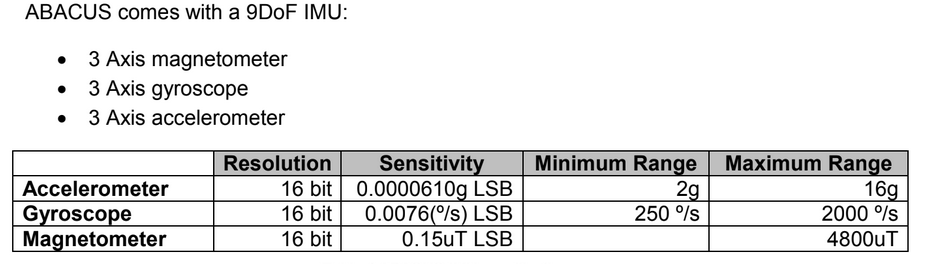 ABACUS comes with a 9DoF IMU:
• 3 Axis magnetometer
• 3 Axis gyroscope
• 3 Axis accelerometer
Resolution Sensitivity Minimum Range Maximum Range
Accelerometer 16 bit 0.0000610g LSB 2g 16g
Gyroscope 16 bit 0.0076(º/s) LSB 250 º/s 2000 º/s
Magnetometer 16 bit 0.15uT LSB 4800uT